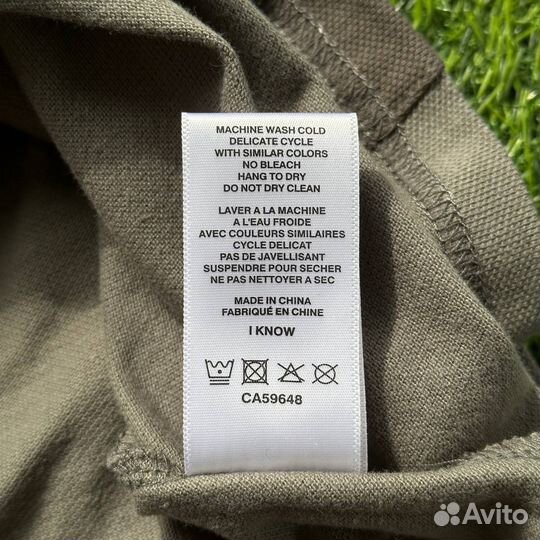 MACHINE WASH COLD
DELICATE CYCLE
WITH SIMILAR COLORS
NO BLEACH
HANG TO DRY
DO NOT DRY CLEAN
LAVER A LA MACHINE
A L'EAU FROIDE
AVEC COULEURS SIMILAIRES
CYCLE DELICAT
PAS DE JAVELLISANT
SUSPENDRE POUR SECHER
NE PAS NETTOYER A SEC
MADE IN CHINA
FABRIQUÉ EN CHINE
I KNOW
CA59648
Avito